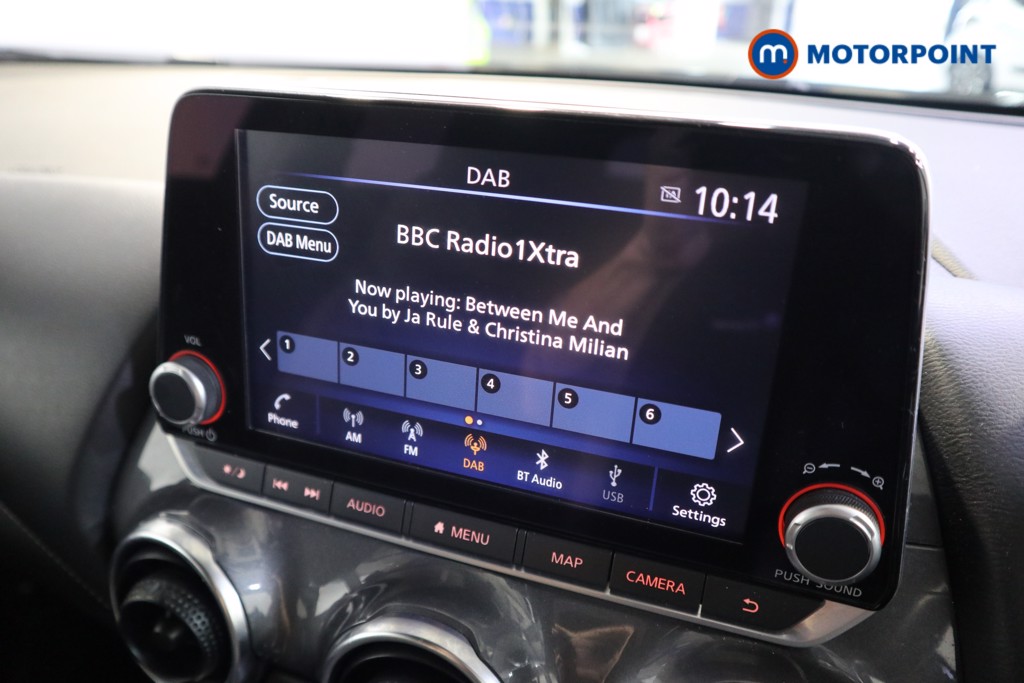 m.
MOTORPOINT
DAB
TA
10:14
Source
DAB Menu
BBC Radio1Xtra
Now playing: Between Me And
You by Ja Rule & Christina Milian
1 2 3 4 5 6
Phone
AM
FM
DAB
BT Audio
USB
Settings
VOL
PUSH
AUDIO
MENU
MAP
CAMERA
PUSH SOUND